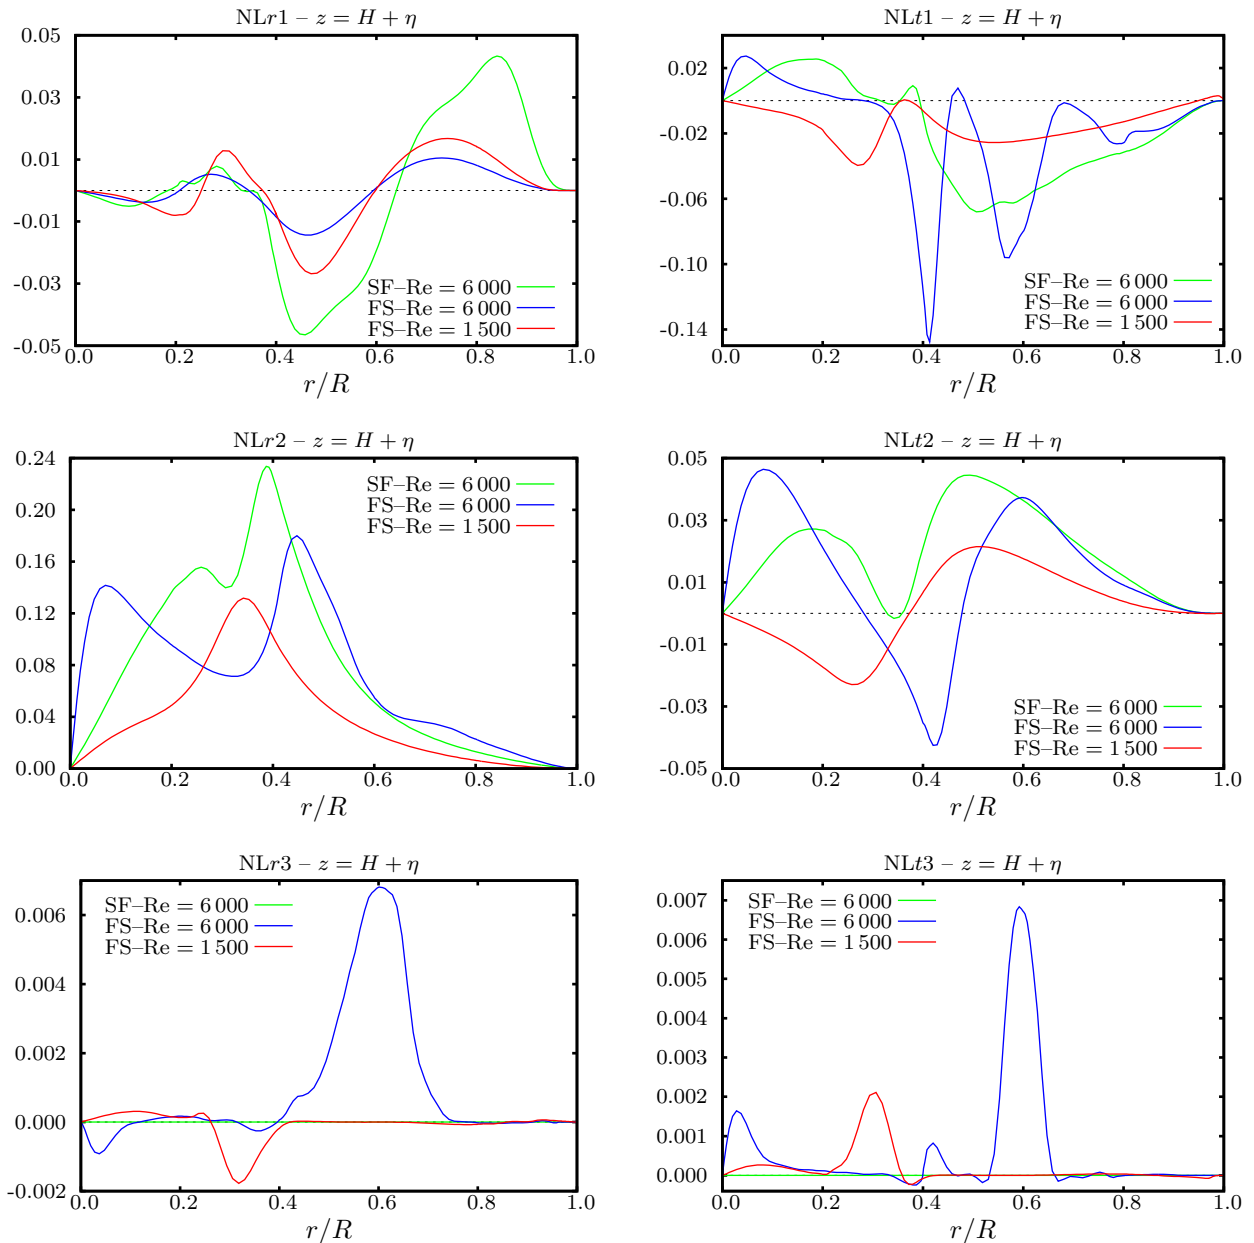 NLr1 – z = H + η
0.05
0.03
0.01
-0.01
-0.03
-0.05
SF–Re = 6 000
FS–Re = 6 000
FS–Re = 1 500
0.0 0.2 0.4 0.6 0.8 1.0
r/R
NLt1 – z = H + η
0.02
-0.02
-0.06
-0.10
-0.14
SF–Re = 6 000
FS–Re = 6 000
FS–Re = 1 500
0.0 0.2 0.4 0.6 0.8 1.0
r/R
NLr2 – z = H + η
0.24
0.20
0.16
0.12
0.08
0.04
0.00
SF–Re = 6 000
FS–Re = 6 000
FS–Re = 1 500
0.0 0.2 0.4 0.6 0.8 1.0
r/R
NLt2 – z = H + η
0.05
0.03
0.01
-0.01
-0.03
-0.05
SF–Re = 6 000
FS–Re = 6 000
FS–Re = 1 500
0.0 0.2 0.4 0.6 0.8 1.0
r/R
NLr3 – z = H + η
0.006
0.004
0.002
0.000
-0.002
SF–Re = 6 000
FS–Re = 6 000
FS–Re = 1 500
0.0 0.2 0.4 0.6 0.8 1.0
r/R
NLt3 – z = H + η
0.007
0.006
0.005
0.004
0.003
0.002
0.001
0.000
SF–Re = 6 000
FS–Re = 6 000
FS–Re = 1 500
0.0 0.2 0.4 0.6 0.8 1.0
r/R